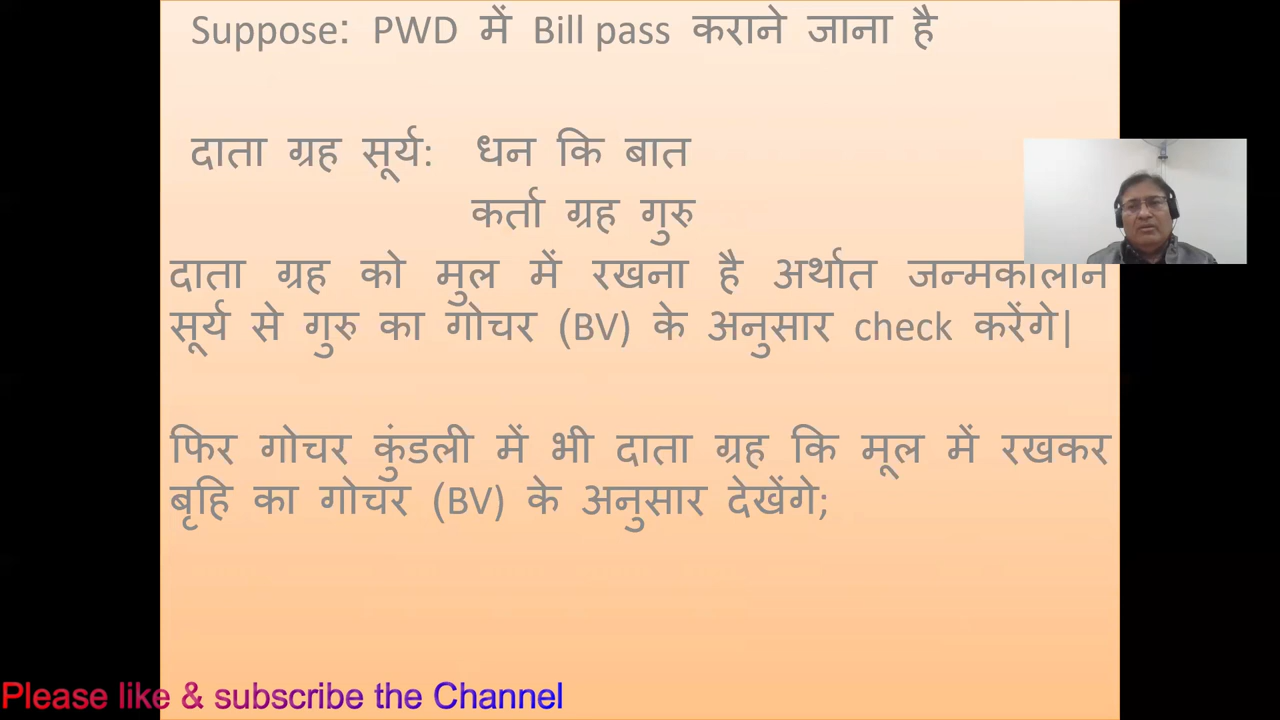 Suppose: PWD में Bill pass कराने जाना है
दाता ग्रह सूर्य: धन कि बात
कर्ता ग्रह गुरु
दाता ग्रह को मुल में रखना है अर्थात जन्मकालीन
सूर्य से गुरु का गोचर (BV) के अनुसार check करेंगे|
फिर गोचर कुंडली में भी दाता ग्रह कि मूल में रखकर
बृहि का गोचर (BV) के अनुसार देखेंगे;
Please like & subscribe the Channel